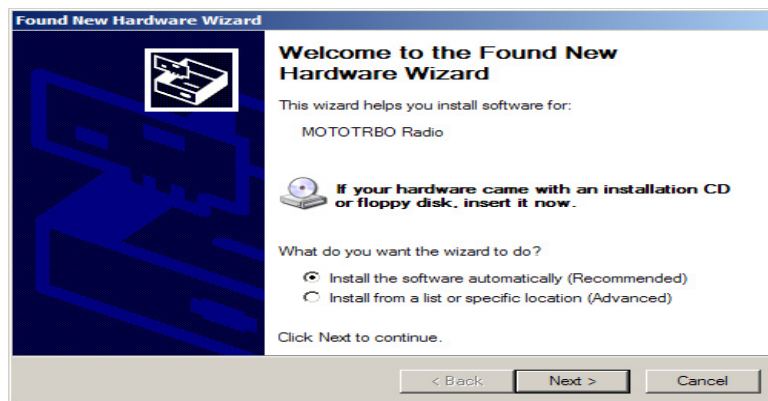 Found New Hardware Wizard
Welcome to the Found New
Hardware Wizard
This wizard helps you install software for:
MOTOTRBO Radio
If your hardware came with an installation CD
or floppy disk, insert it now.
What do you want the wizard to do?
Install the software automatically (Recommended)
Install from a list or specific location (Advanced)
Click Next to continue.
< Back Next > Cancel